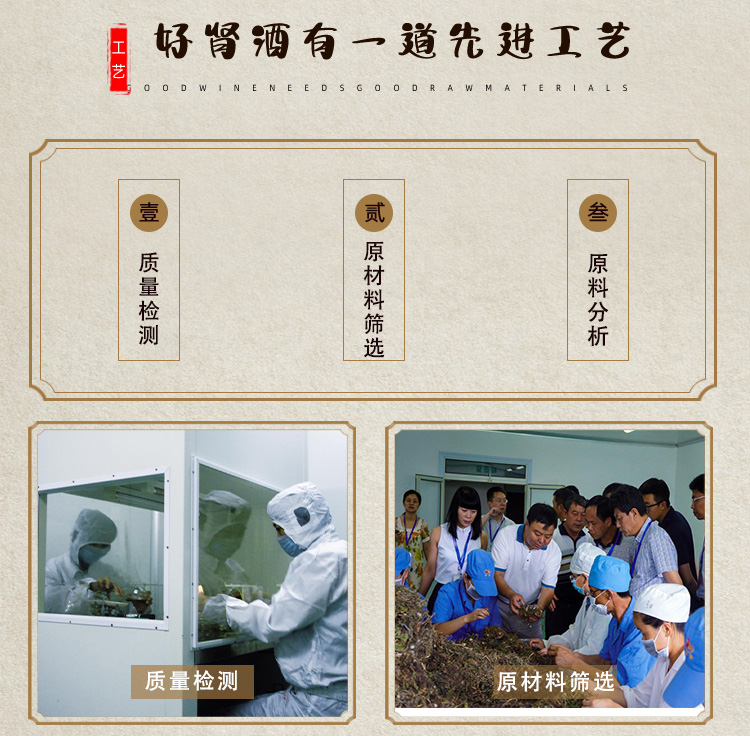 工艺
好肾酒有一道先进工艺
GOODWINENEEDSGOODRAWMATERIALS
壹
质量检测
贰
原材料筛选
叁
原料分析
质量检测
原材料筛选